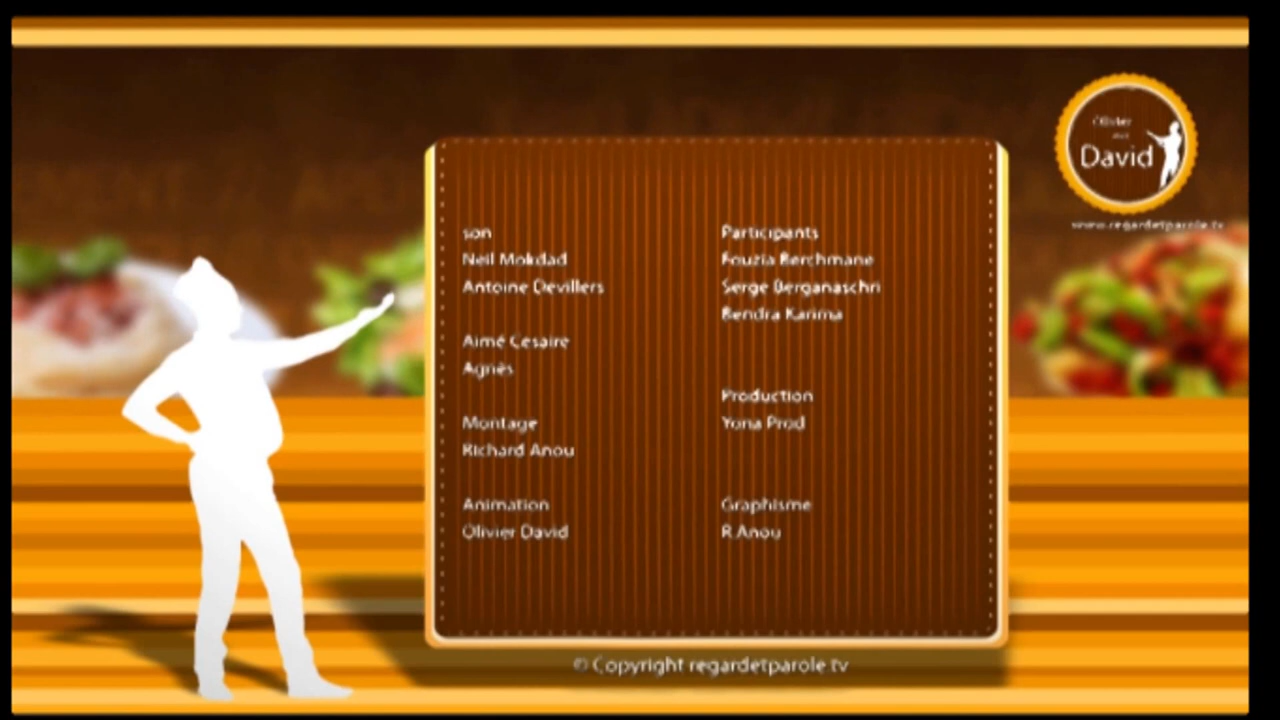 Olivier
David
www.regardetparole.tv
son
Neil Mokdad
Antoine Devillers
Aimé Cesaire
Agnès
Montage
Richard Anou
Animation
Olivier David
Participants
Fouzia Berchmane
Serge Berganaschri
Bendra Karima
Production
Yona Prod
Graphisme
R Anou
© Copyright regardetparole.tv